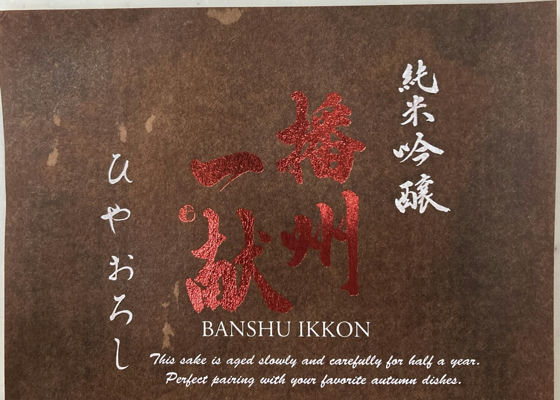 純米吟醸
播州
一献
ひやおろし
BANSHU IKKON
This sake is aged slowly and carefully for half a year.
Perfect pairing with your favorite autumn dishes.